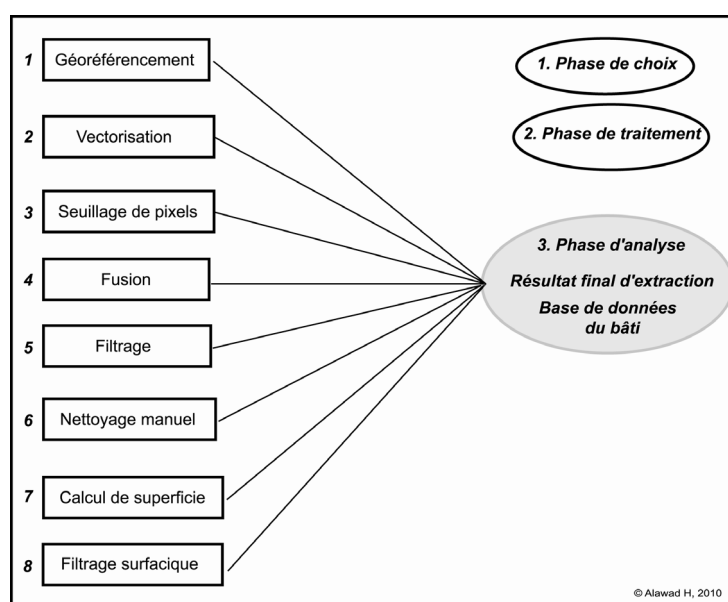 1 Géoréférencement
2 Vectorisation
3 Seuillage de pixels
4 Fusion
5 Filtrage
6 Nettoyage manuel
7 Calcul de superficie
8 Filtrage surfacique
1. Phase de choix
2. Phase de traitement
3. Phase d'analyse
Résultat final d'extraction
Base de données
du bâti
© Alawad H, 2010